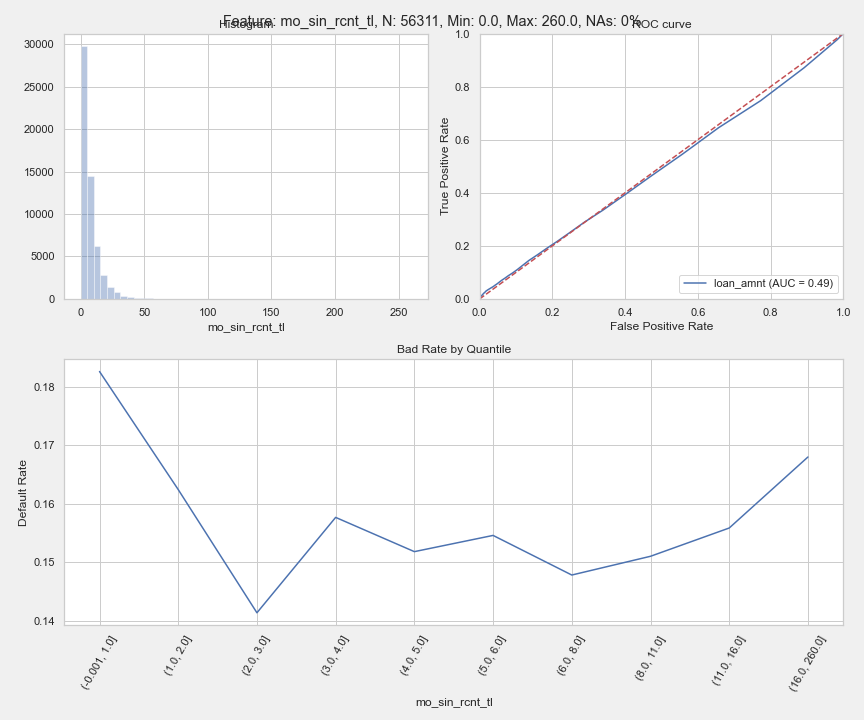 Feature: mo_sin_rcnt_tl, N: 56311, Min: 0.0, Max: 260.0, NAs: 0%
Histogram
30000
25000
20000
15000
10000
5000
0
0 50 100 150 200 250
mo_sin_rcnt_tl
ROC curve
True Positive Rate
1.0
0.8
0.6
0.4
0.2
0.0
loan_amnt (AUC = 0.49)
0.0 0.2 0.4 0.6 0.8 1.0
False Positive Rate
Bad Rate by Quantile
Default Rate
0.18
0.17
0.16
0.15
0.14
(-0.001, 1.0]
(1.0, 2.0]
(2.0, 3.0]
(3.0, 4.0]
(4.0, 5.0]
(5.0, 6.0]
(6.0, 8.0]
(8.0, 11.0]
(11.0, 16.0]
(16.0, 260.0]
mo_sin_rcnt_tl